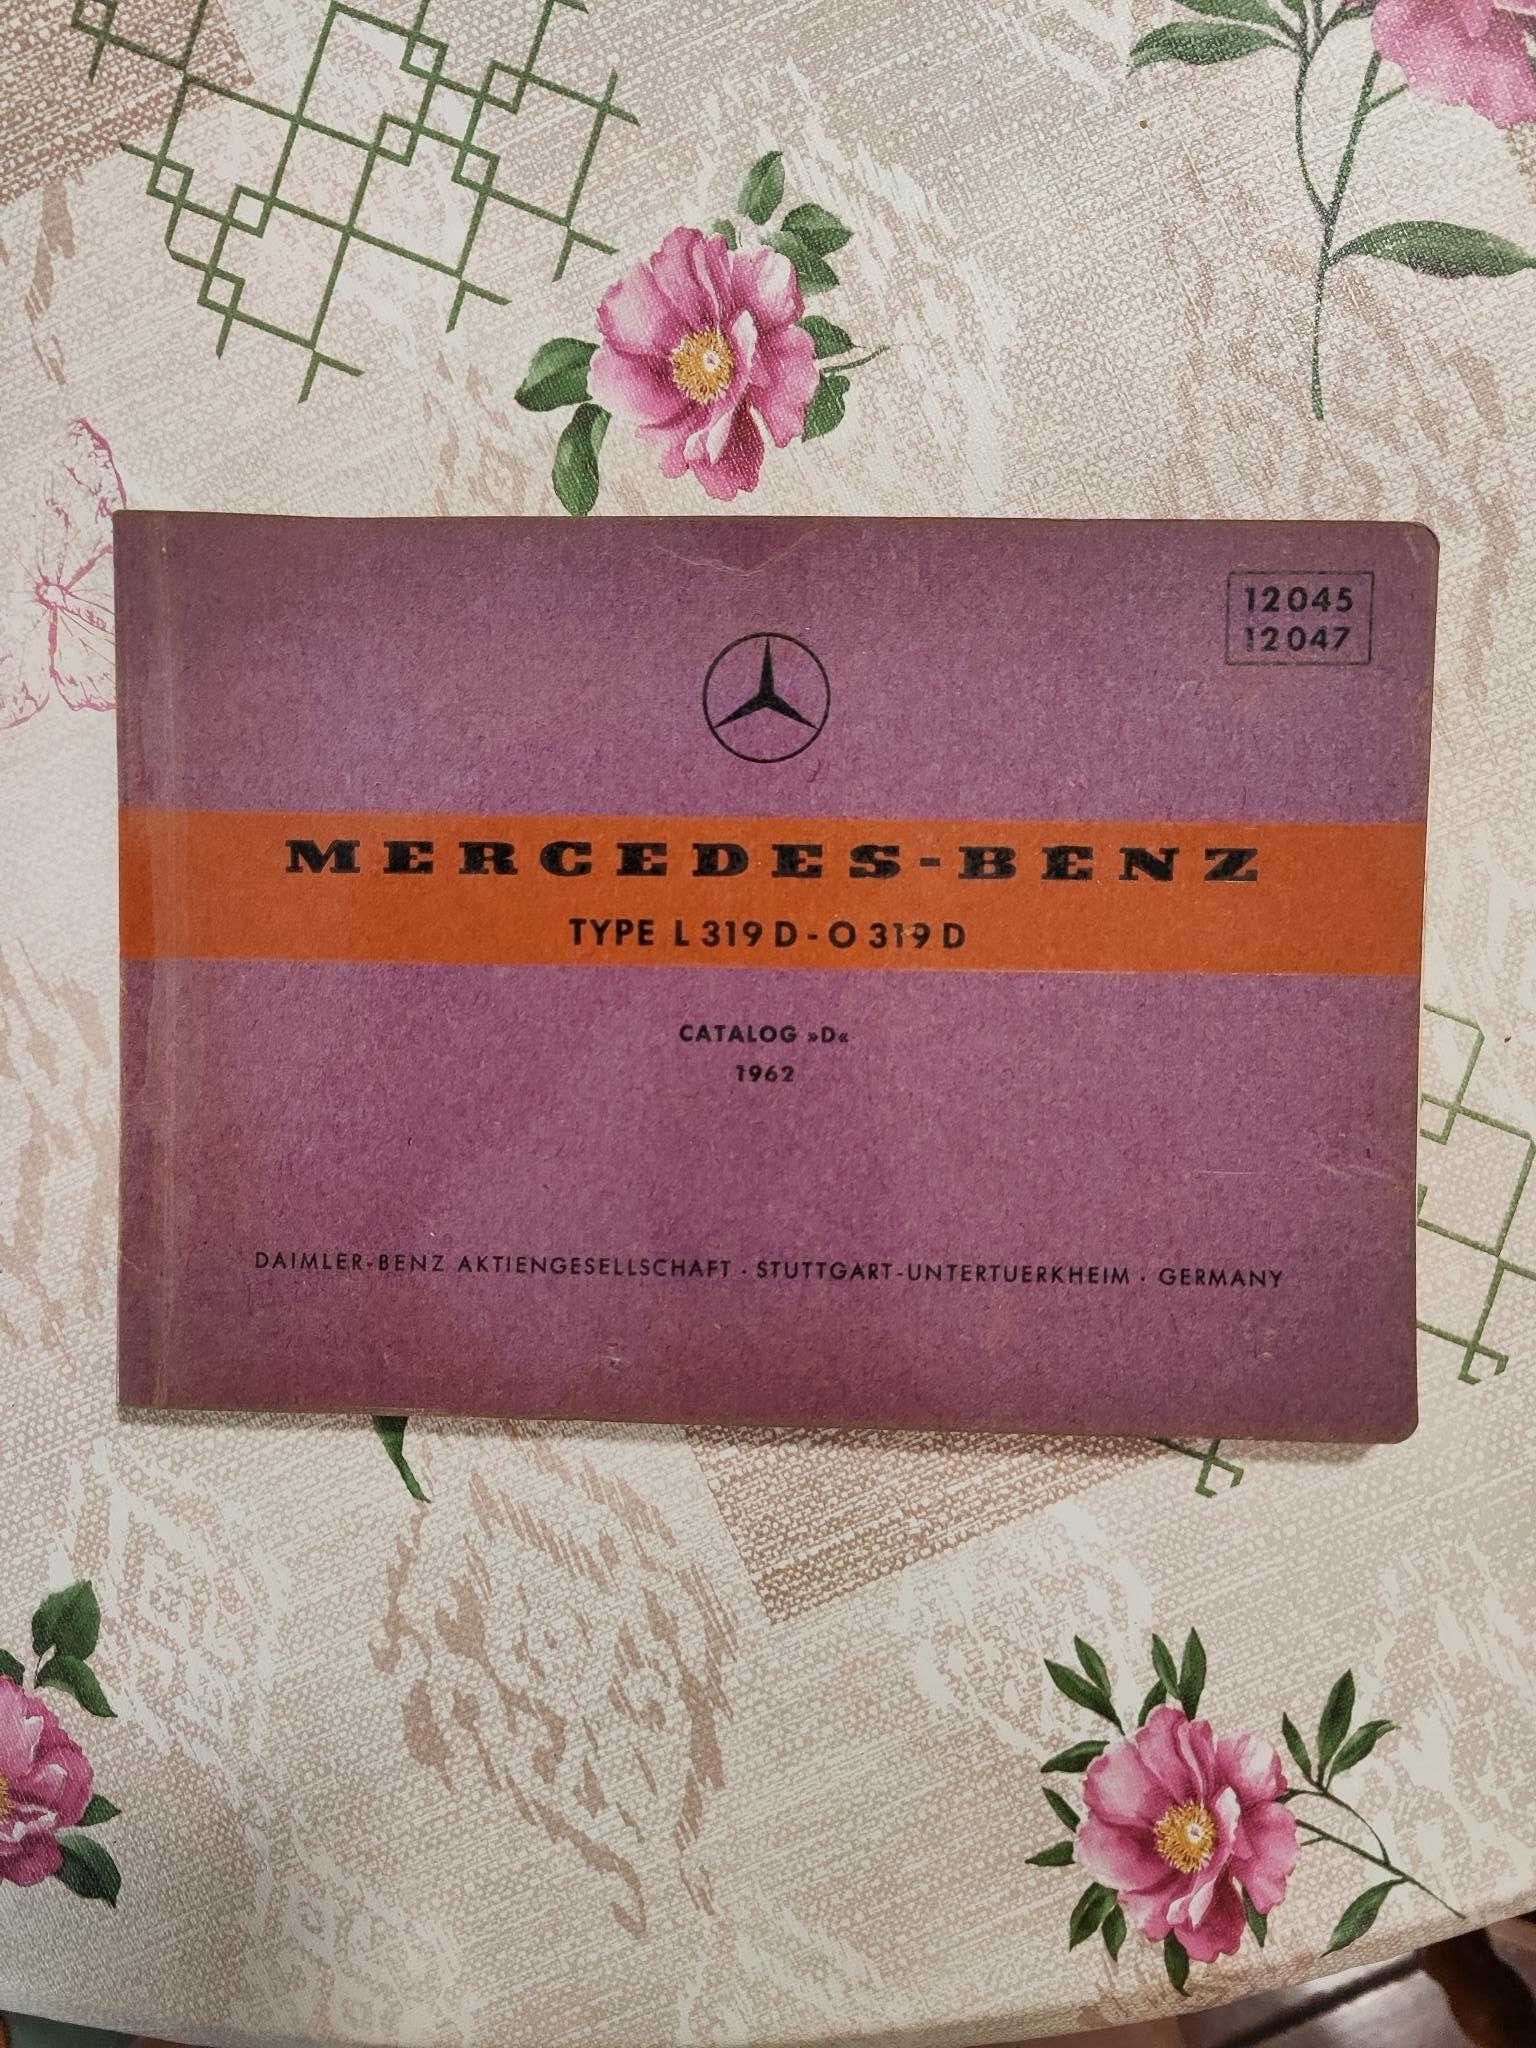 12045
12047
MERCEDES-BENZ
TYPE L 319 D - O 319 D
CATALOG »D«
1962
DAIMLER-BENZ AKTIENGESELLSCHAFT · STUTTGART-UNTERTUERKHEIM · GERMANY